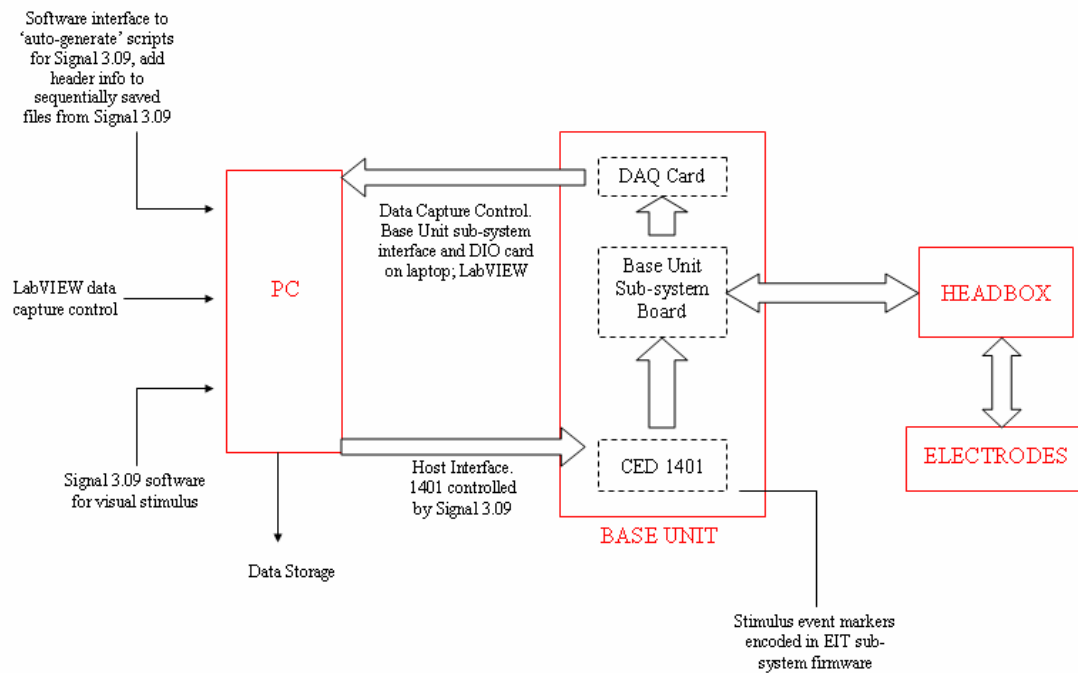 Software interface to
‘auto-generate’ scripts
for Signal 3.09, add
header info to
sequentially saved
files from Signal 3.09
LabVIEW data
capture control
Signal 3.09 software
for visual stimulus
PC
Data Storage
Data Capture Control.
Base Unit sub-system
interface and DIO card
on laptop; LabVIEW
Host Interface.
1401 controlled
by Signal 3.09
DAQ Card
Base Unit
Sub-system
Board
CED 1401
BASE UNIT
HEADBOX
ELECTRODES
Stimulus event markers
encoded in EIT sub-
system firmware